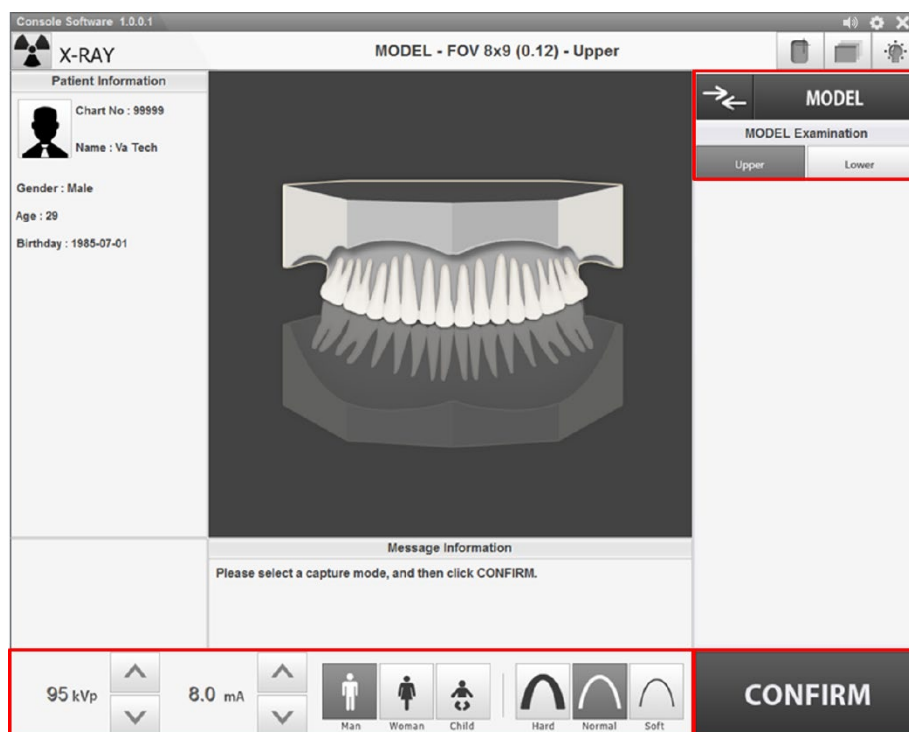 Console Software 1.0.0.1
X-RAY
MODEL - FOV 8x9 (0.12) - Upper
Patient Information
Chart No : 99999
Name : Va Tech
Gender : Male
Age : 29
Birthday : 1985-07-01
MODEL
MODEL Examination
Upper Lower
Message Information
Please select a capture mode, and then click CONFIRM.
95 kVp 8.0 mA
Man Woman Child Hard Normal Soft
CONFIRM